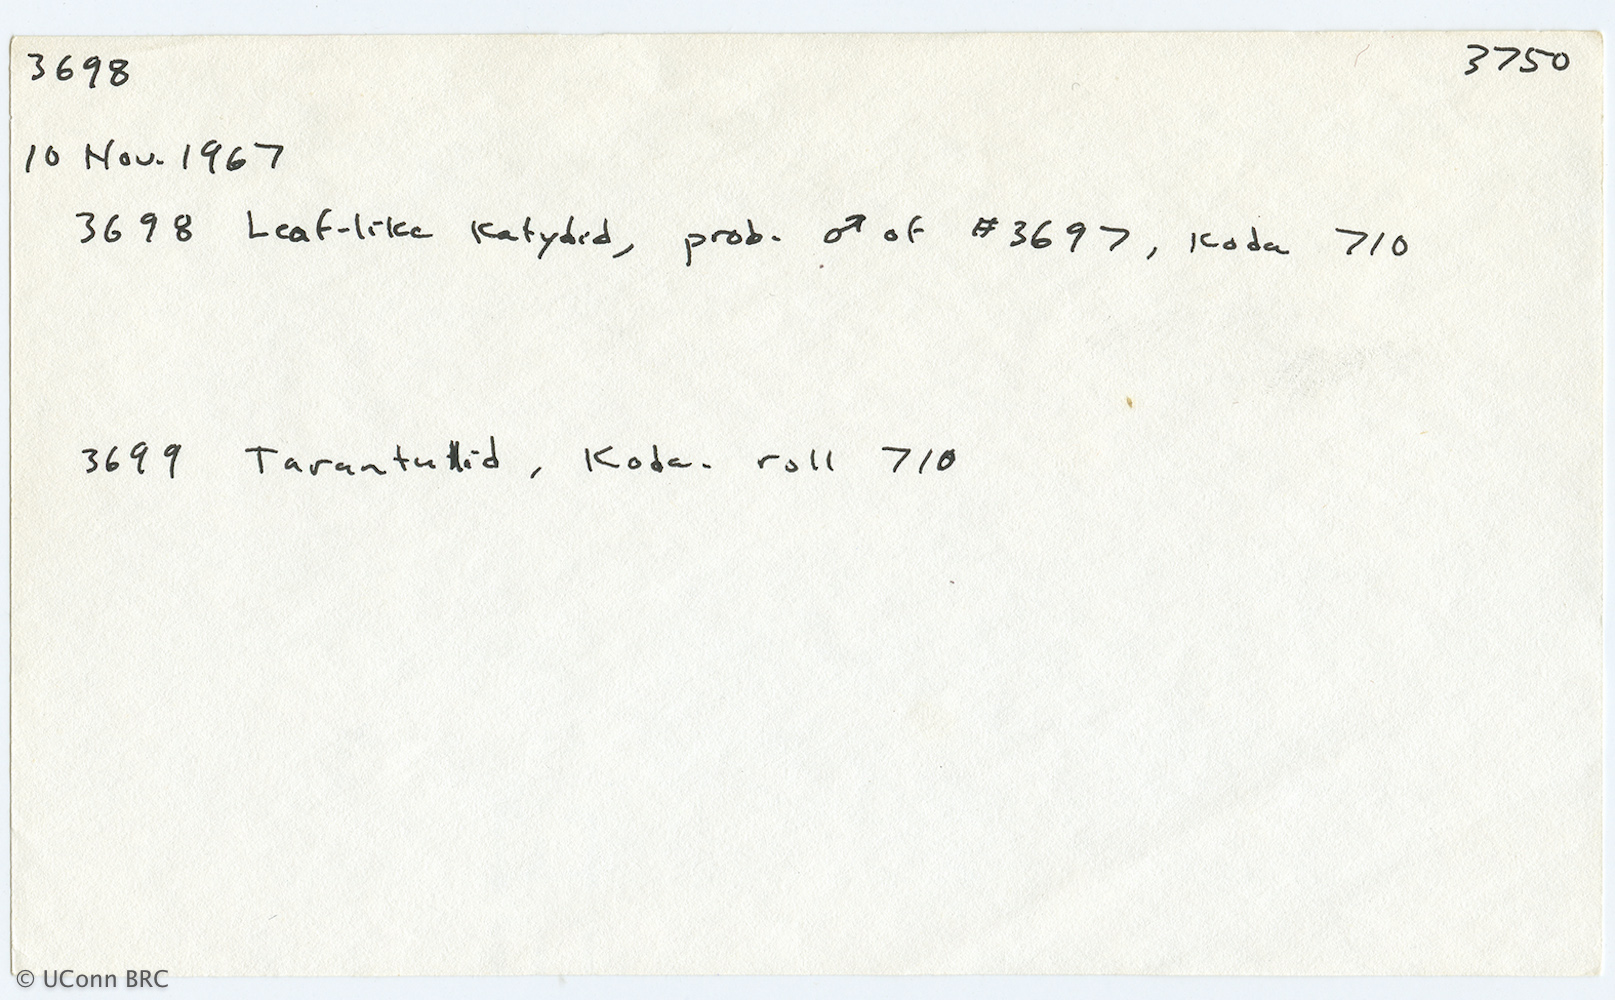 3698 3750
10 Nov. 1967
3698 Leaf-like Katydid, prob. ♂ of #3697, Koda 710
3699 Tarantullid, Koda. roll 710
© UConn BRC